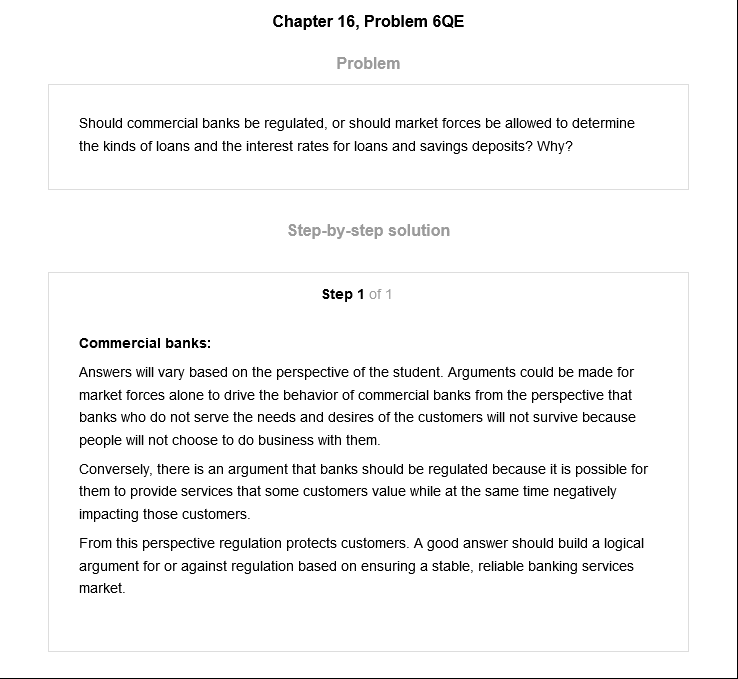 Chapter 16, Problem 6QE
Problem
Should commercial banks be regulated, or should market forces be allowed to determine
the kinds of loans and the interest rates for loans and savings deposits? Why?
Step-by-step solution
Step 1 of 1
Commercial banks:
Answers will vary based on the perspective of the student. Arguments could be made for
market forces alone to drive the behavior of commercial banks from the perspective that
banks who do not serve the needs and desires of the customers will not survive because
people will not choose to do business with them.
Conversely, there is an argument that banks should be regulated because it is possible for
them to provide services that some customers value while at the same time negatively
impacting those customers.
From this perspective regulation protects customers. A good answer should build a logical
argument for or against regulation based on ensuring a stable, reliable banking services
market.